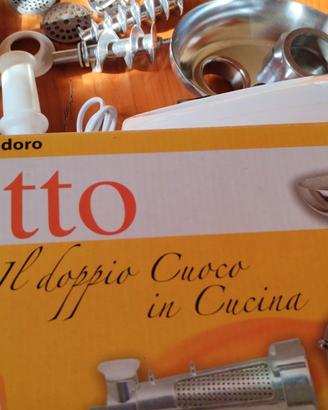 doro
tto
Il doppio Cuoco
in Cucina